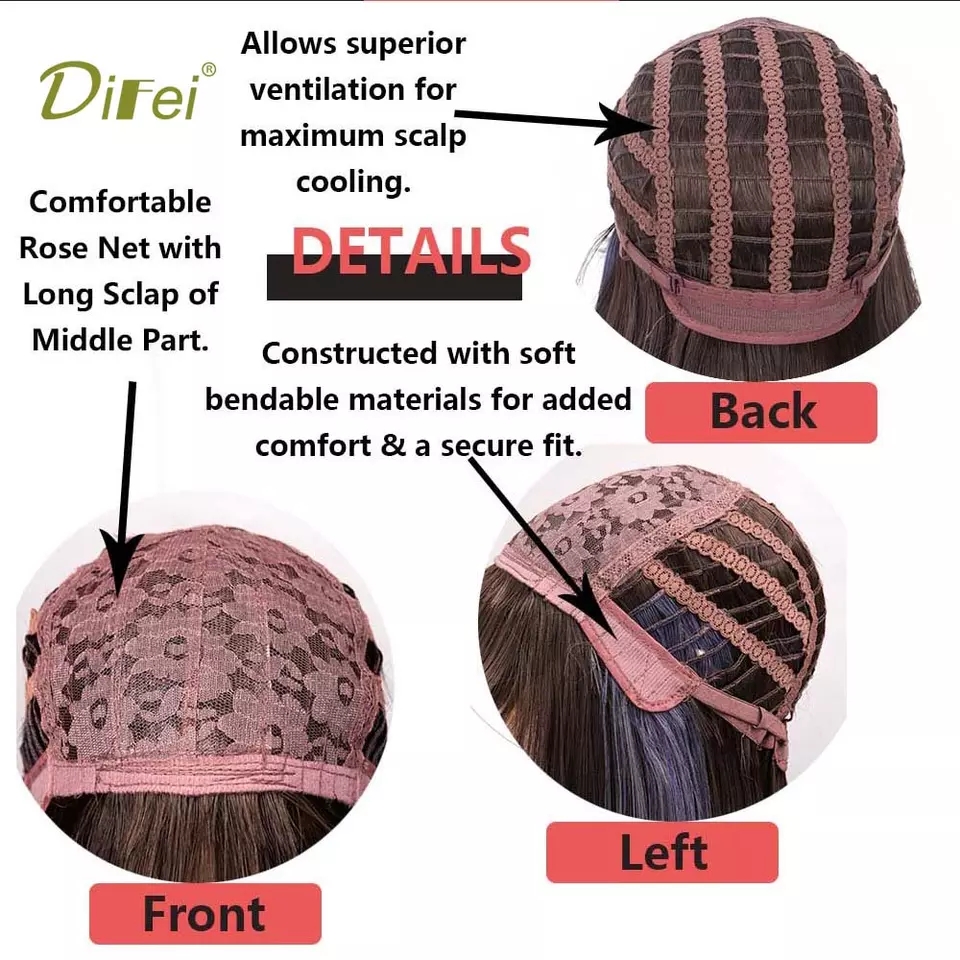 DiFei®
Allows superior
ventilation for
maximum scalp
cooling.
Comfortable
Rose Net with
Long Sclap of
Middle Part.
DETAILS
Constructed with soft
bendable materials for added
comfort & a secure fit.
Back
Left
Front